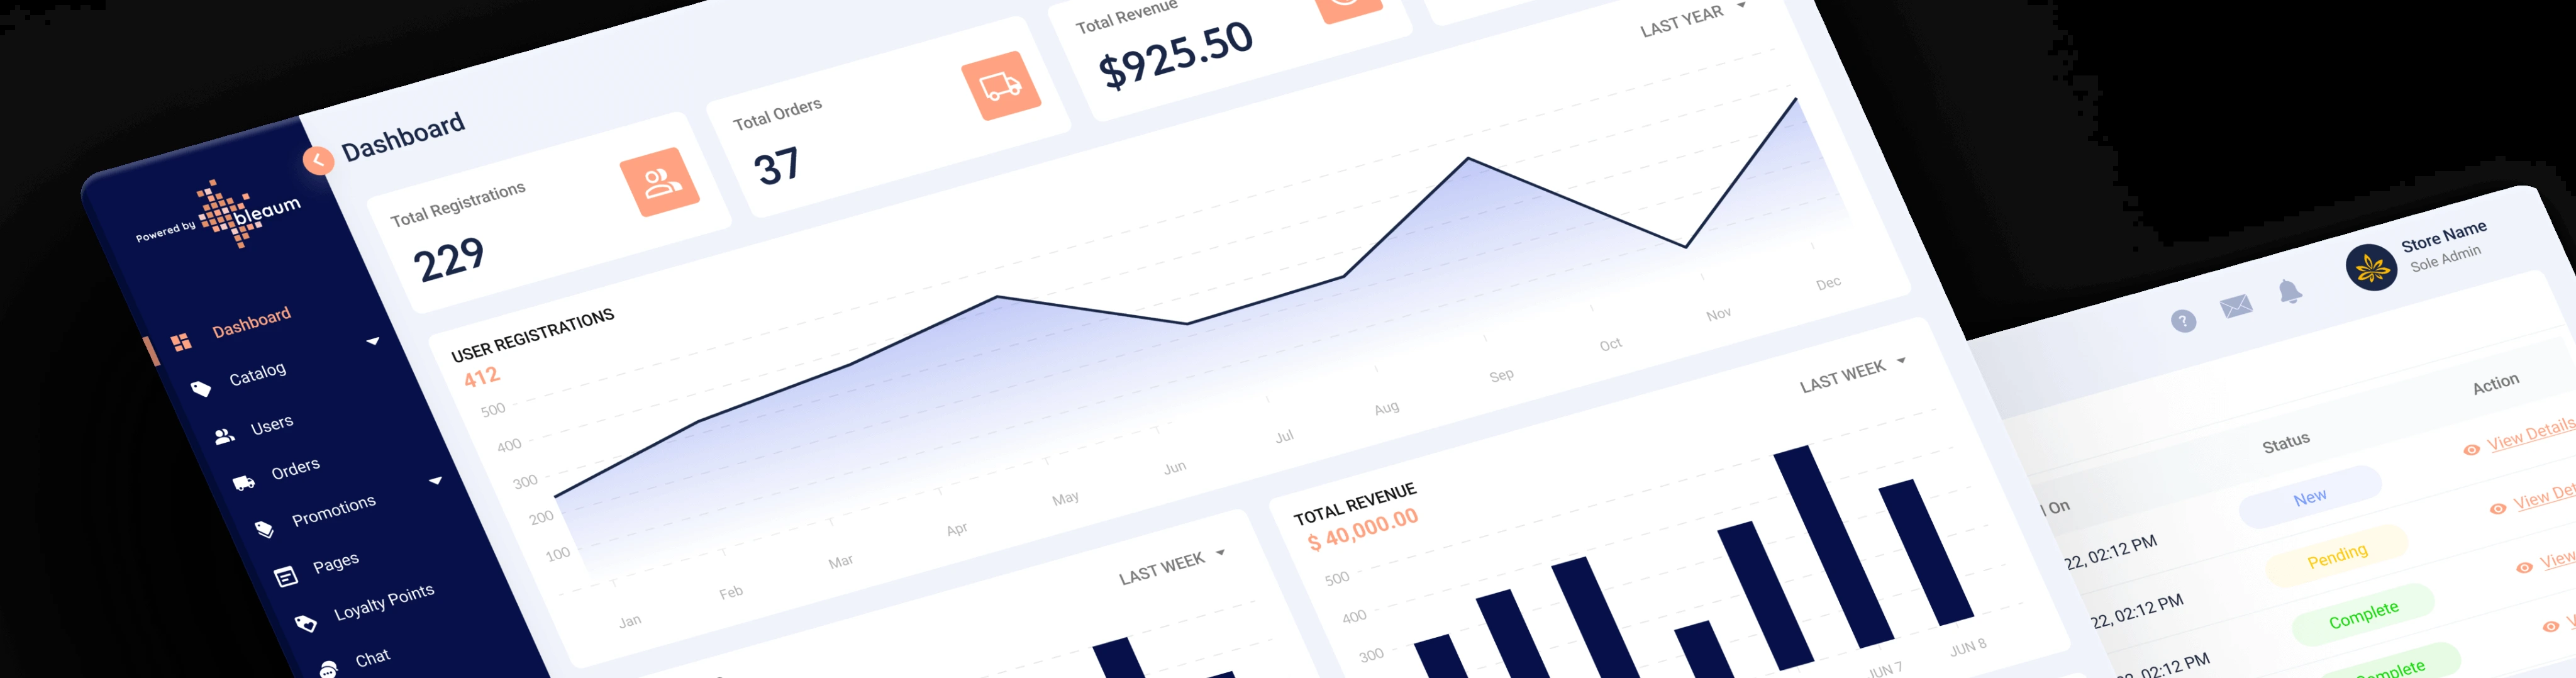 Powered by
bleaum
Dashboard
Catalog
Users
Orders
Promotions
Pages
Loyalty Points
Chat
Dashboard
Total Registrations
229
Total Orders
37
Total Revenue
$925.50
USER REGISTRATIONS
412
LAST YEAR
500
400
300
200
100
Jan
Feb
Mar
Apr
May
Jun
Jul
Aug
Sep
Oct
Nov
Dec
LAST WEEK
TOTAL REVENUE
$ 40,000.00
LAST WEEK
500
400
300
JUN 7
JUN 8
?
Store Name
Sole Admin
On
Status
Action
22, 02:12 PM
New
View Details
22, 02:12 PM
Pending
View Det
02:12 PM
Complete
View
omplete